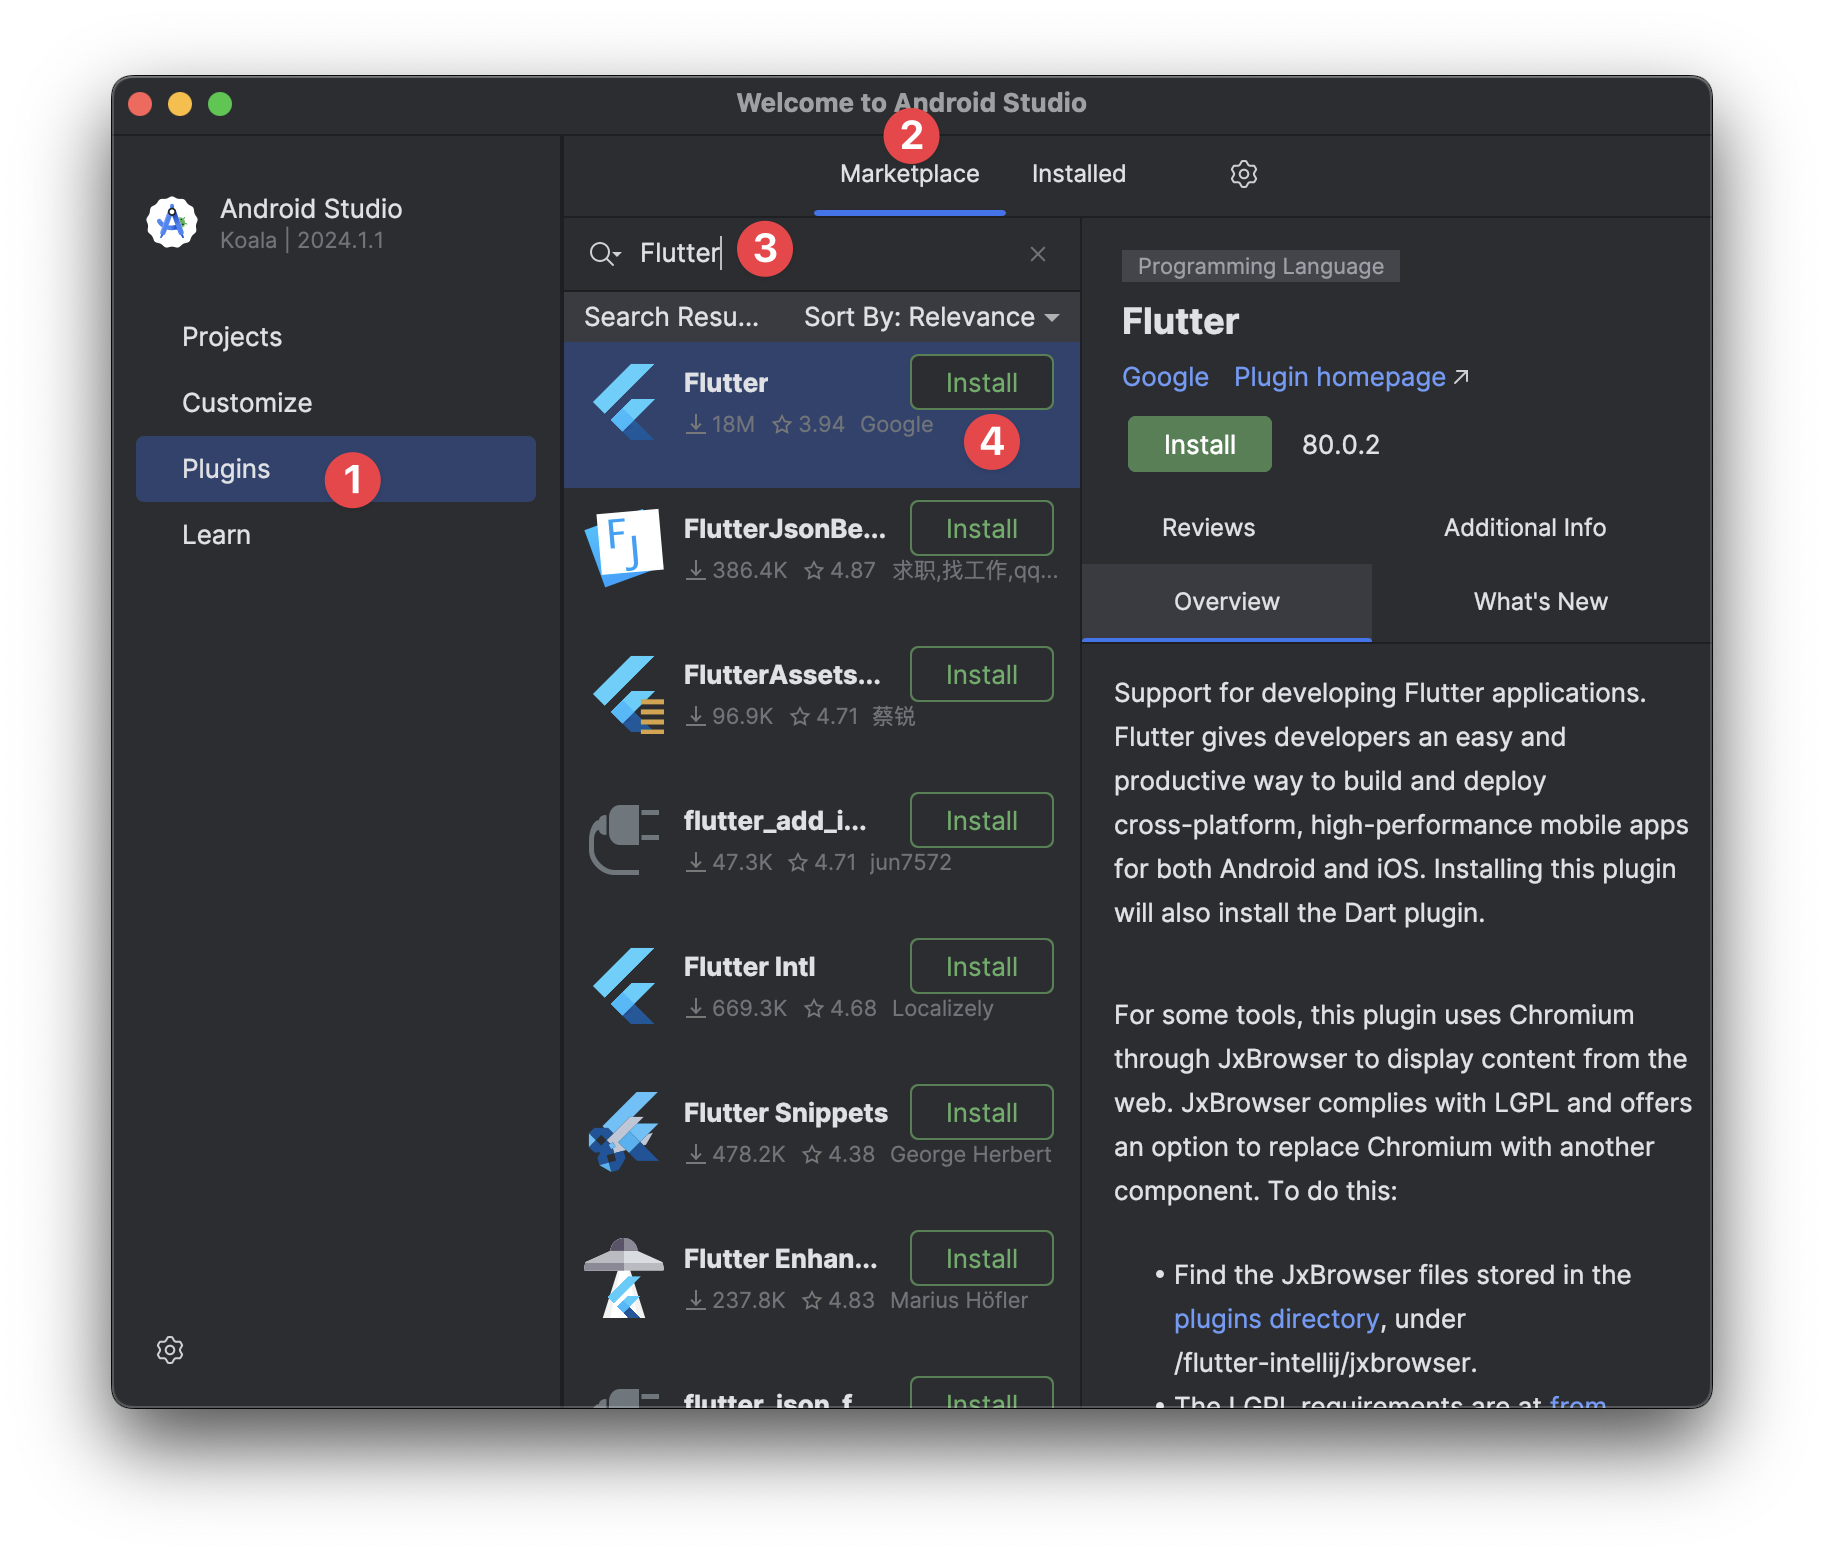 Welcome to Android Studio
2
Marketplace
Installed
Android Studio
Koala | 2024.1.1
Projects
Customize
Plugins
1
Learn
Flutter
3
Search Resu...
Sort By: Relevance
Flutter
Install
18M
3.94
Google
4
FlutterJsonBe...
Install
386.4K
4.87
求职,找工作,qq...
FlutterAssets...
Install
96.9K
4.71
蔡锐
flutter_add_i...
Install
47.3K
4.71
jun7572
Flutter Intl
Install
669.3K
4.68
Localizely
Flutter Snippets
Install
478.2K
4.38
George Herbert
Flutter Enhan...
Install
237.8K
4.83
Marius Höfler
flutter_json_f
Install
Programming Language
Flutter
Google
Plugin homepage
Install
80.0.2
Reviews
Additional Info
Overview
What's New
Support for developing Flutter applications.
Flutter gives developers an easy and
productive way to build and deploy
cross-platform, high-performance mobile apps
for both Android and iOS. Installing this plugin
will also install the Dart plugin.
For some tools, this plugin uses Chromium
through JxBrowser to display content from the
web. JxBrowser complies with LGPL and offers
an option to replace Chromium with another
component. To do this:
• Find the JxBrowser files stored in the
plugins directory, under
/flutter-intellij/jxbrowser.
• The LGPL requirements are at from